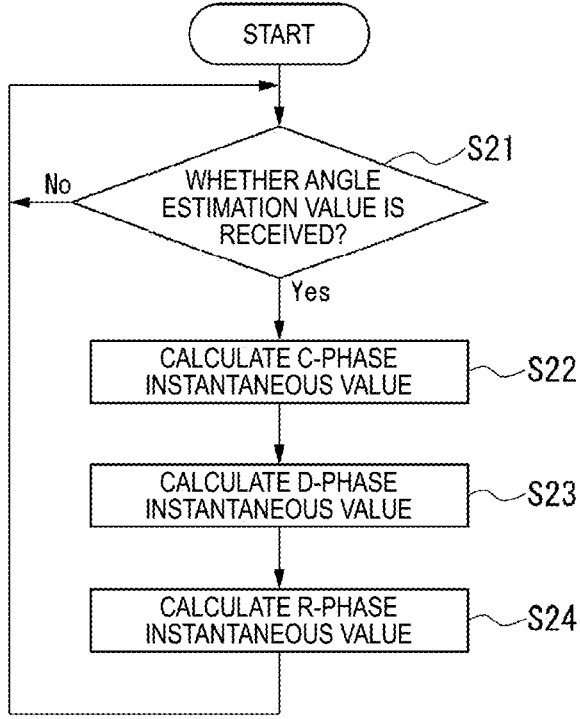 START
S21
WHETHER ANGLE
ESTIMATION VALUE IS
RECEIVED?
No
Yes
CALCULATE C-PHASE
INSTANTANEOUS VALUE
S22
CALCULATE D-PHASE
INSTANTANEOUS VALUE
S23
CALCULATE R-PHASE
INSTANTANEOUS VALUE
S24